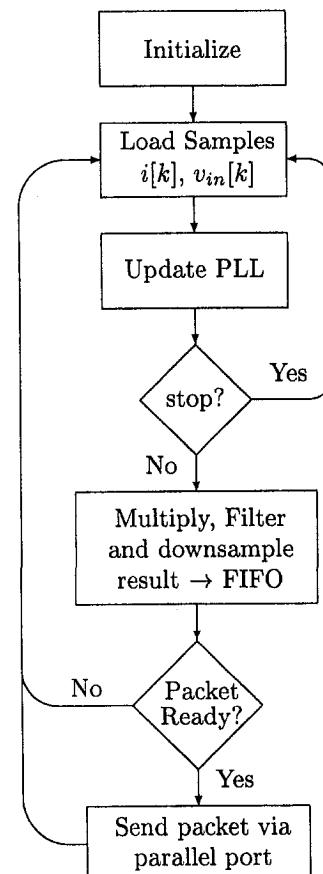 Initialize
Load Samples
i[k], v_in[k]
Update PLL
stop?
Yes
No
Multiply, Filter
and downsample
result → FIFO
No
Packet
Ready?
Yes
Send packet via
parallel port